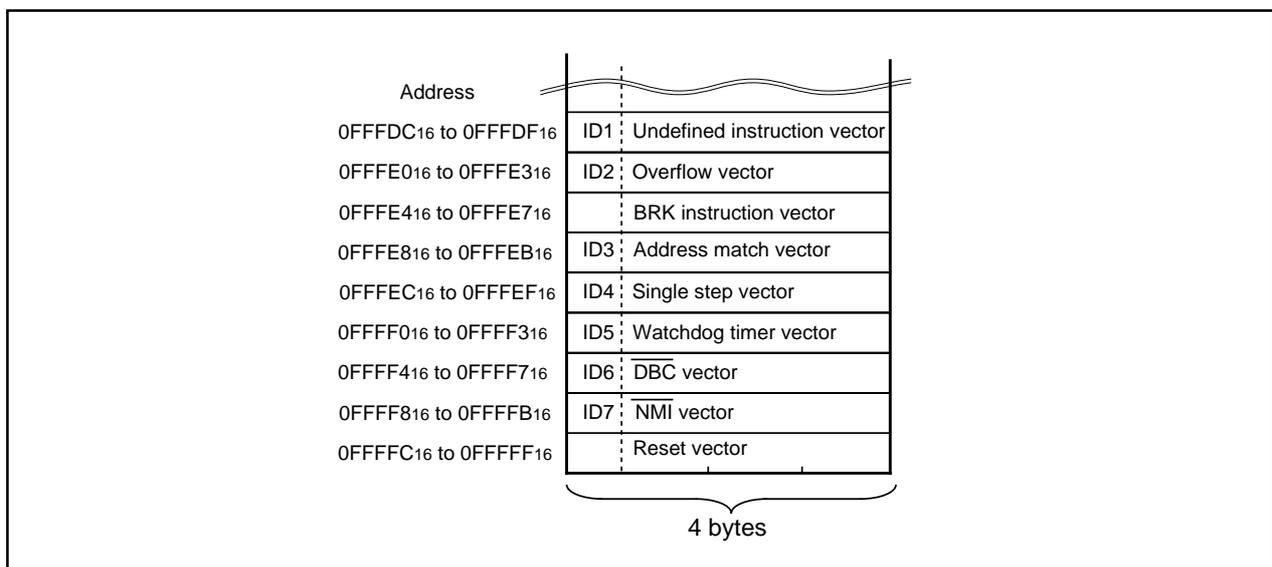 Address
0FFFDC16 to 0FFFDF16 ID1 Undefined instruction vector
0FFFE016 to 0FFFE316 ID2 Overflow vector
0FFFE416 to 0FFFE716 BRK instruction vector
0FFFE816 to 0FFFEB16 ID3 Address match vector
0FFFEC16 to 0FFFEF16 ID4 Single step vector
0FFFF016 to 0FFFF316 ID5 Watchdog timer vector
0FFFF416 to 0FFFF716 ID6 D̅B̅C̅ vector
0FFFF816 to 0FFFFB16 ID7 N̅M̅I̅ vector
0FFFFC16 to 0FFFFF16 Reset vector
4 bytes